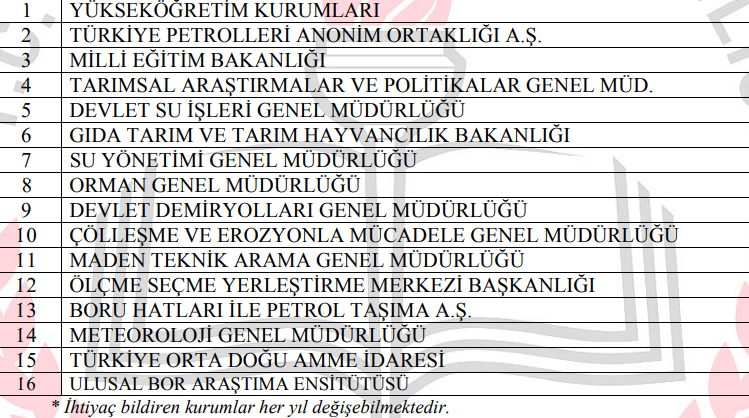 1 YÜKSEKÖĞRETİM KURUMLARI
2 TÜRKİYE PETROLLERİ ANONİM ORTAKLIĞI A.Ş.
3 MİLLİ EĞİTİM BAKANLIĞI
4 TARIMSAL ARAŞTIRMALAR VE POLİTİKALAR GENEL MÜD.
5 DEVLET SU İŞLERİ GENEL MÜDÜRLÜĞÜ
6 GIDA TARIM VE TARIM HAYVANCILIK BAKANLIĞI
7 SU YÖNETİMİ GENEL MÜDÜRLÜĞÜ
8 ORMAN GENEL MÜDÜRLÜĞÜ
9 DEVLET DEMİRYOLLARI GENEL MÜDÜRLÜĞÜ
10 ÇÖLLEŞME VE EROZYONLA MÜCADELE GENEL MÜDÜRLÜĞÜ
11 MADEN TEKNİK ARAMA GENEL MÜDÜRLÜĞÜ
12 ÖLÇME SEÇME YERLEŞTİRME MERKEZİ BAŞKANLIĞI
13 BORU HATLARI İLE PETROL TAŞIMA A.Ş.
14 METEOROLOJİ GENEL MÜDÜRLÜĞÜ
15 TÜRKİYE ORTA DOĞU AMME İDARESİ
16 ULUSAL BOR ARAŞTIMA ENSİTÜTÜSÜ
* İhtiyaç bildiren kurumlar her yıl değişebilmektedir.